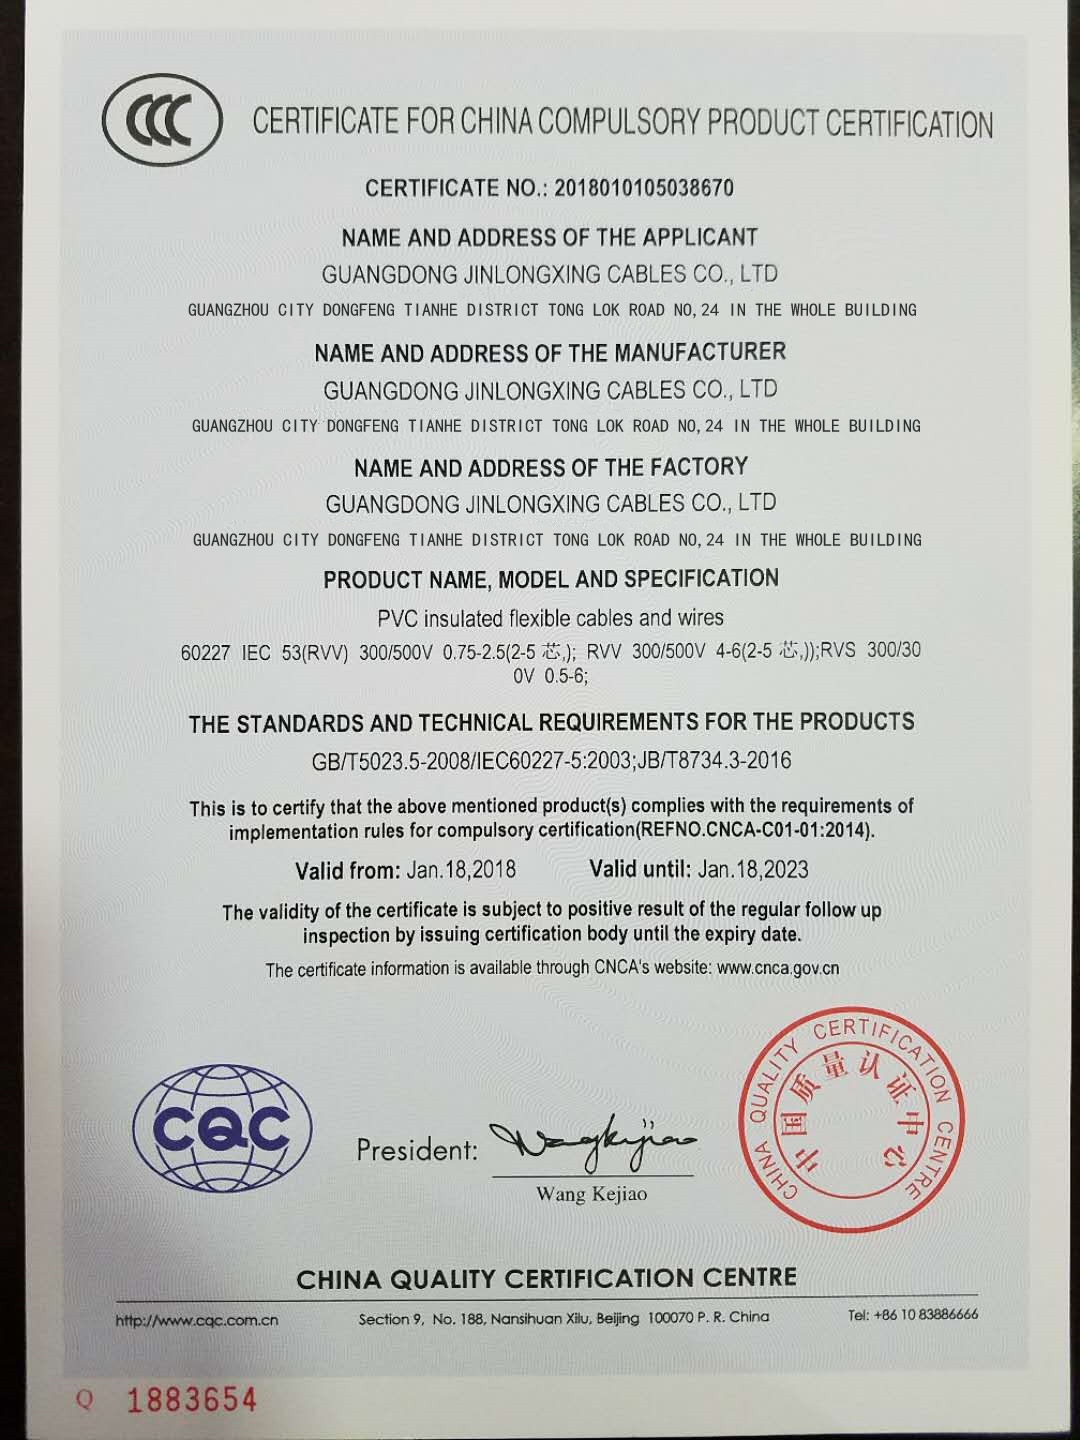 CCC
CERTIFICATE FOR CHINA COMPULSORY PRODUCT CERTIFICATION
CERTIFICATE NO.: 2018010105038670
NAME AND ADDRESS OF THE APPLICANT
GUANGDONG JINLONGXING CABLES CO., LTD
GUANGZHOU CITY DONGFENG TIANHE DISTRICT TONG LOK ROAD NO,24 IN THE WHOLE BUILDING
NAME AND ADDRESS OF THE MANUFACTURER
GUANGDONG JINLONGXING CABLES CO., LTD
GUANGZHOU CITY DONGFENG TIANHE DISTRICT TONG LOK ROAD NO,24 IN THE WHOLE BUILDING
NAME AND ADDRESS OF THE FACTORY
GUANGDONG JINLONGXING CABLES CO., LTD
GUANGZHOU CITY DONGFENG TIANHE DISTRICT TONG LOK ROAD NO,24 IN THE WHOLE BUILDING
PRODUCT NAME, MODEL AND SPECIFICATION
PVC insulated flexible cables and wires
60227 IEC 53(RVV) 300/500V 0.75-2.5(2-5 芯,); RVV 300/500V 4-6(2-5 芯,));RVS 300/30
0V 0.5-6;
THE STANDARDS AND TECHNICAL REQUIREMENTS FOR THE PRODUCTS
GB/T5023.5-2008/IEC60227-5:2003;JB/T8734.3-2016
This is to certify that the above mentioned product(s) complies with the requirements of
implementation rules for compulsory certification(REFNO.CNCA-C01-01:2014).
Valid from: Jan.18,2018 Valid until: Jan.18,2023
The validity of the certificate is subject to positive result of the regular follow up
inspection by issuing certification body until the expiry date.
The certificate information is available through CNCA's website: www.cnca.gov.cn
CHINA QUALITY CERTIFICATION CENTRE
中国质量认证中心
CQC
President: Wangkejiao
Wang Kejiao
CHINA QUALITY CERTIFICATION CENTRE
http://www.cqc.com.cn Section 9, No. 188, Nansihuan Xilu, Beijing 100070 P. R. China Tel: +86 10 83886666
Q 1883654